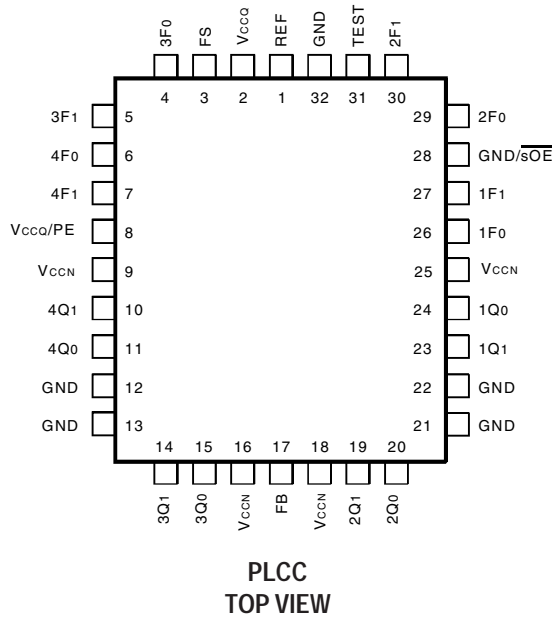 3F0 FS VCCQ REF GND TEST 2F1
4 3 2 1 32 31 30
3F1 5 29 2F0
4F0 6 28 GND/sOE
4F1 7 27 1F1
VCCQ/PE 8 26 1F0
VCCN 9 25 VCCN
4Q1 10 24 1Q0
4Q0 11 23 1Q1
GND 12 22 GND
GND 13 21 GND
14 15 16 17 18 19 20
3Q1 3Q0 VCCN FB VCCN 2Q1 2Q0
PLCC
TOP VIEW